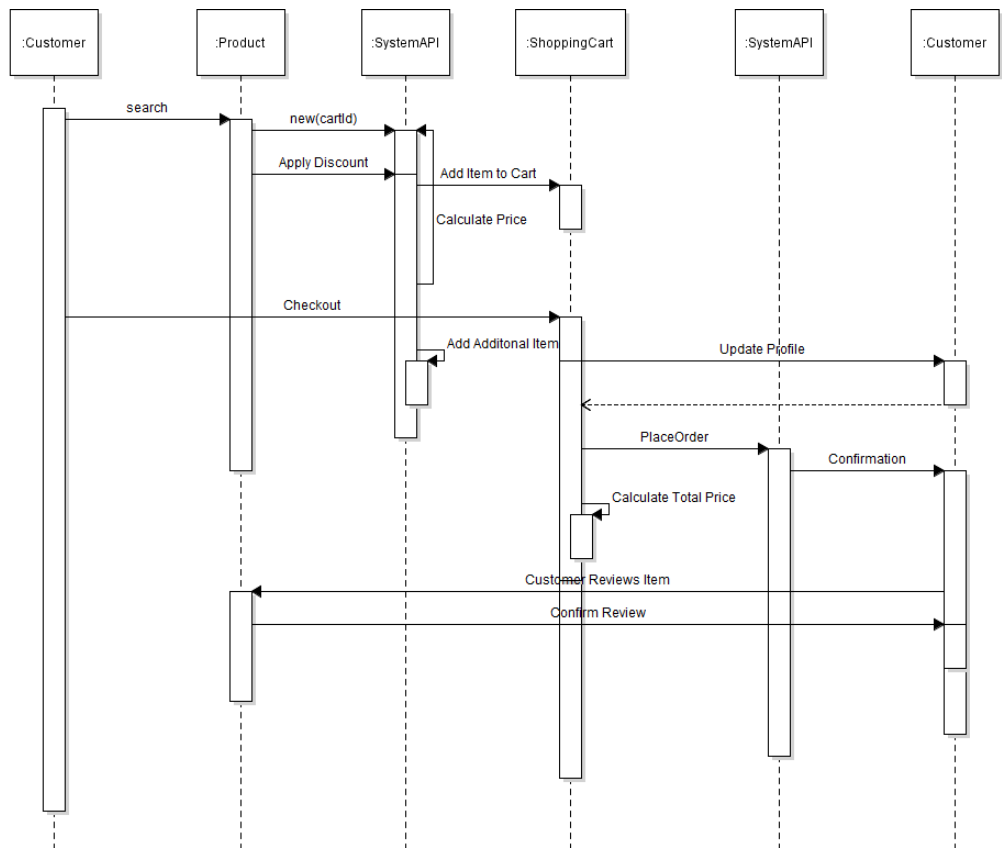 :Customer
:Product
:SystemAPI
:ShoppingCart
:SystemAPI
:Customer
search
new(cartId)
Apply Discount
Add Item to Cart
Calculate Price
Checkout
Add Additonal Item
Update Profile
PlaceOrder
Confirmation
Calculate Total Price
Customer Reviews Item
Confirm Review